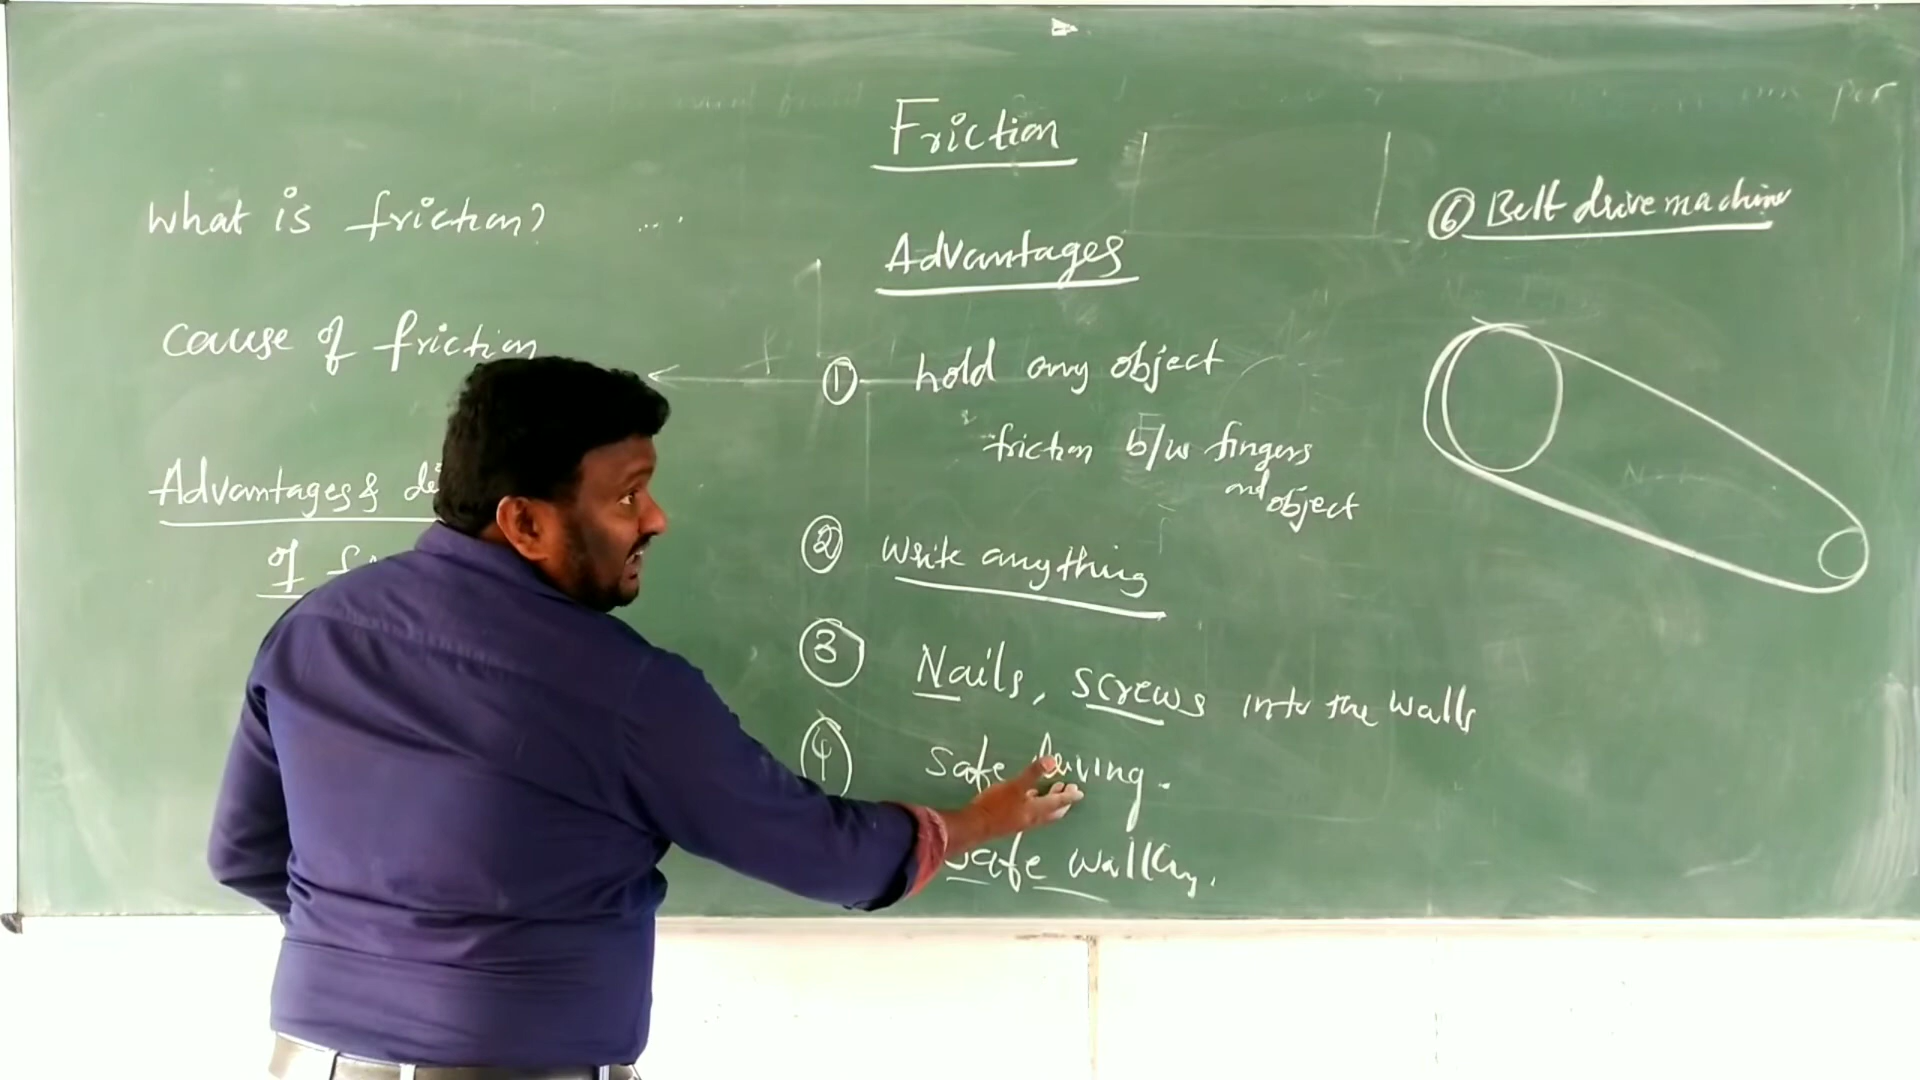 Friction
What is friction?
cause of friction
Advantages &
of
Advantages
① hold any object
friction b/w fingers
and object
② Write anything
③ Nails, screws into the walls
④ Safe driving.
safe walking.
⑥ Belt drive machine
per